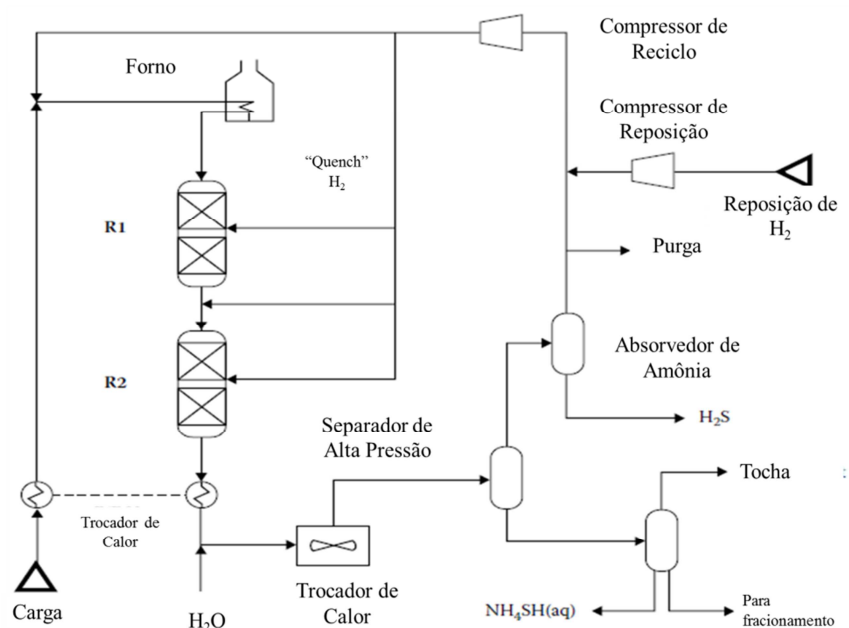 Compressor de
Reciclo
Forno
Compressor de
Reposição
“Quench”
H₂
Reposição de
H₂
R1
Purga
Absorvedor de
Amônia
R2
H₂S
Separador de
Alta Pressão
Tocha
:
Trocador de
Calor
Trocador de
Calor
Carga
H₂O
NH₄SH(aq)
Para
fracionamento